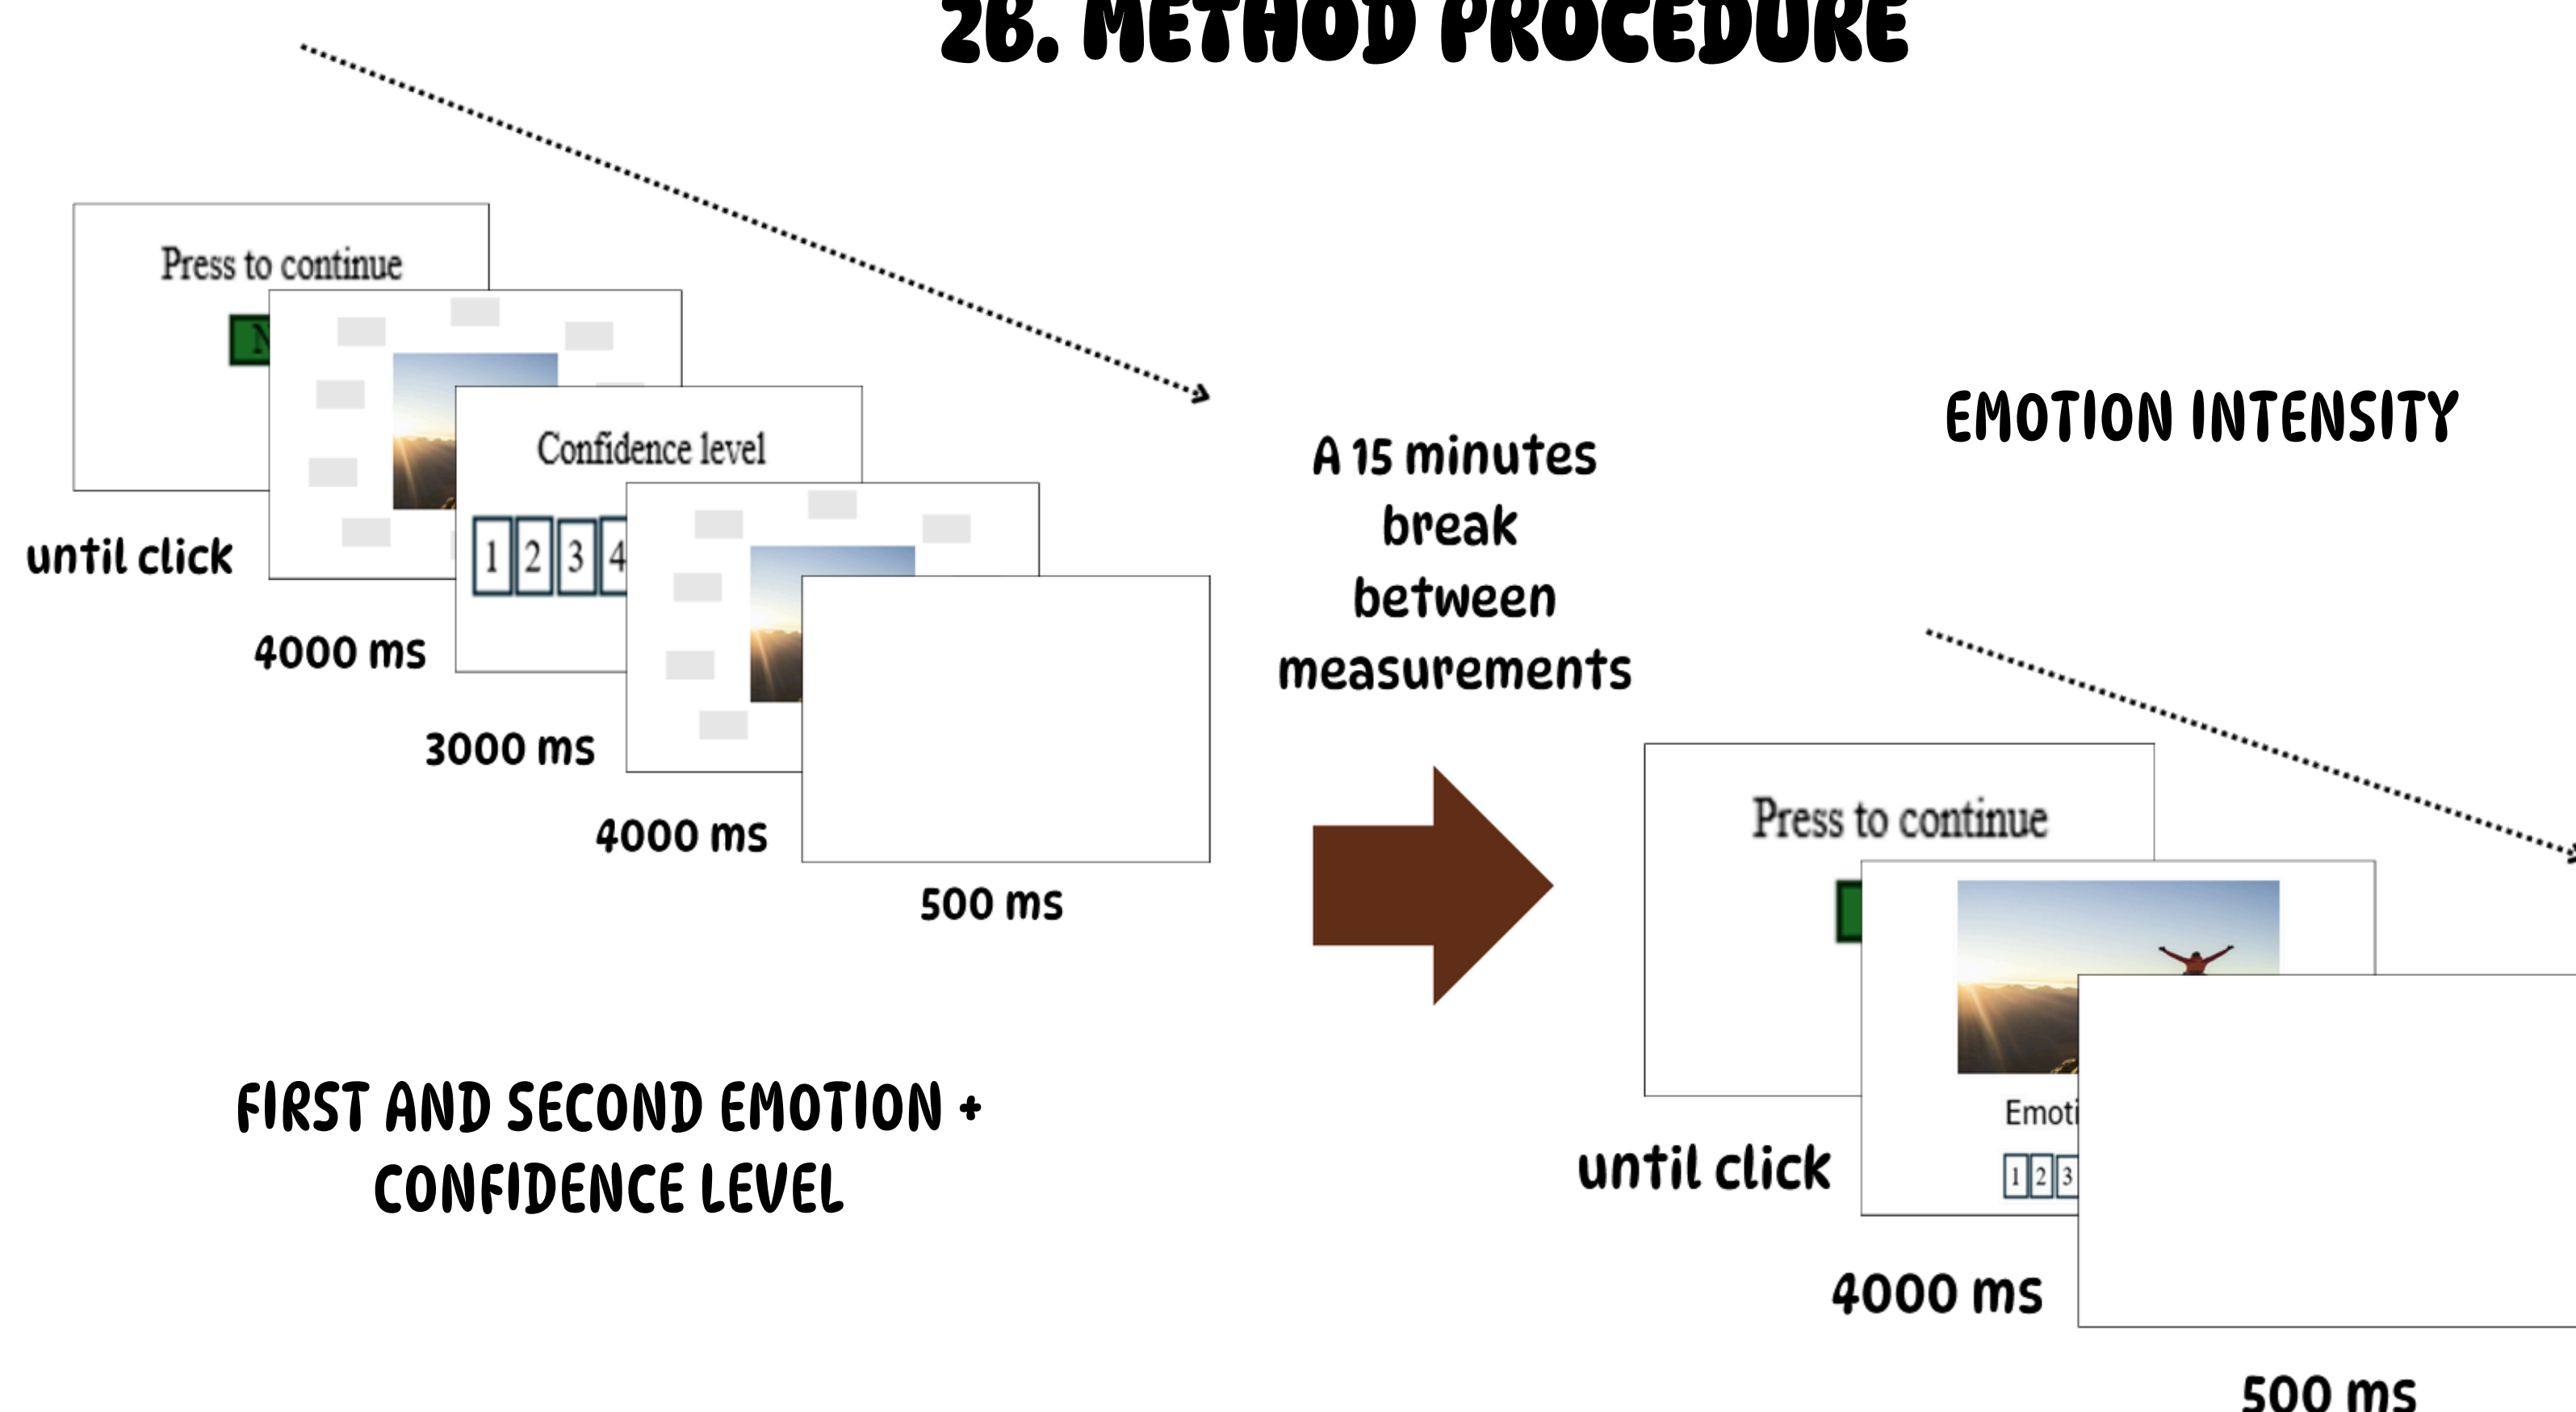 2B. METHOD PROCEDURE
Press to continue
N
until click
4000 ms
Confidence level
1 2 3 4
3000 ms
4000 ms
500 ms
FIRST AND SECOND EMOTION +
CONFIDENCE LEVEL
A 15 minutes
break
between
measurements
EMOTION INTENSITY
Press to continue
until click
Emoti
1 2 3
4000 ms
500 ms